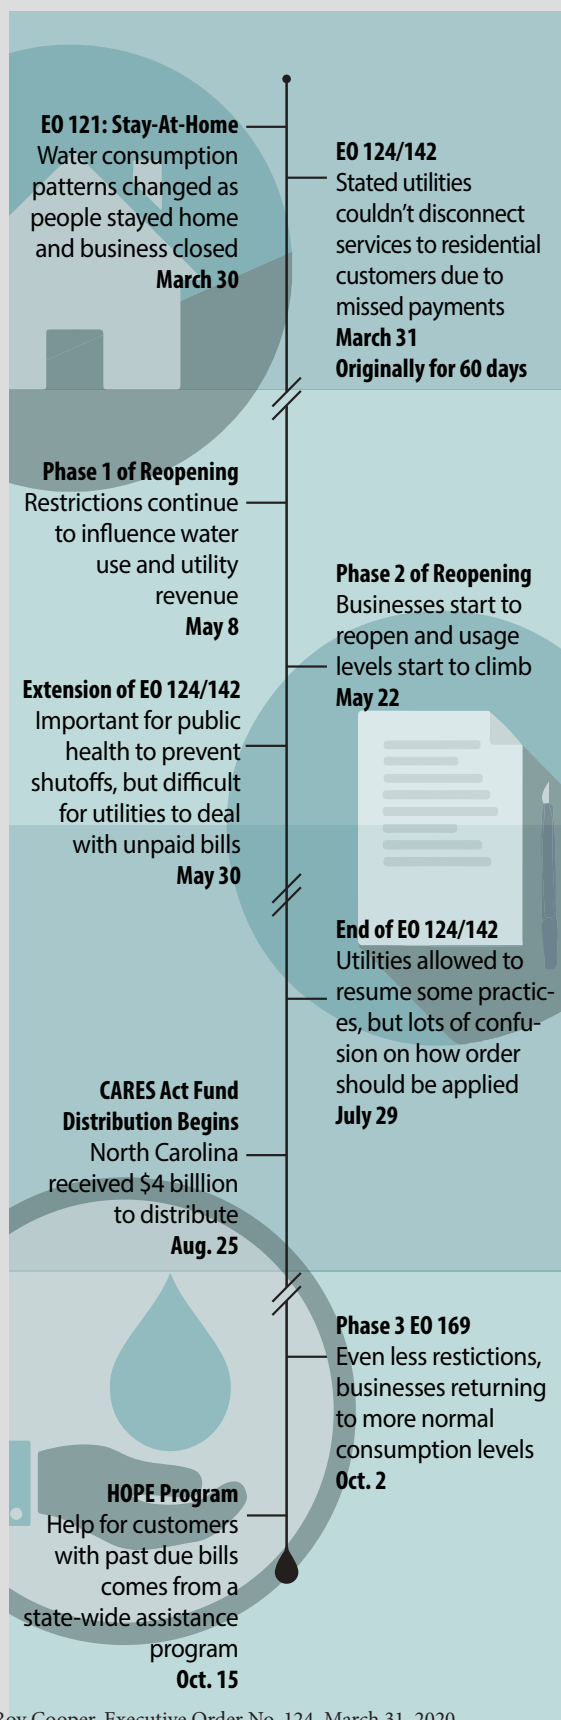 EO 121: Stay-At-Home
Water consumption
patterns changed as
people stayed home
and business closed
March 30
EO 124/142
Stated utilities
couldn't disconnect
services to residential
customers due to
missed payments
March 31
Originally for 60 days
Phase 1 of Reopening
Restrictions continue
to influence water
use and utility
revenue
May 8
Phase 2 of Reopening
Businesses start to
reopen and usage
levels start to climb
May 22
Extension of EO 124/142
Important for public
health to prevent
shutoffs, but difficult
for utilities to deal
with unpaid bills
May 30
End of EO 124/142
Utilities allowed to
resume some practic-
es, but lots of confu-
sion on how order
should be applied
July 29
CARES Act Fund
Distribution Begins
North Carolina
received $4 billlion
to distribute
Aug. 25
Phase 3 EO 169
Even less restictions,
businesses returning
to more normal
consumption levels
Oct. 2
HOPE Program
Help for customers
with past due bills
comes from a
state-wide assistance
program
Oct. 15
Roy Cooper, Executive Order No. 124, March 31, 2020